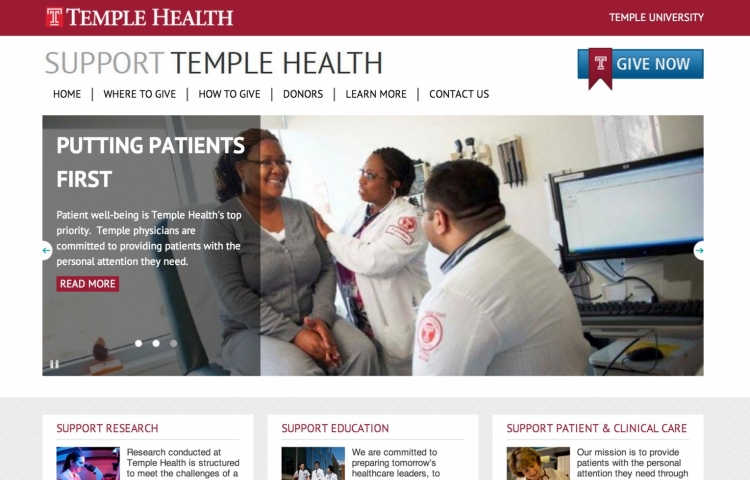 TEMPLE HEALTH
TEMPLE UNIVERSITY
SUPPORT TEMPLE HEALTH
GIVE NOW
HOME | WHERE TO GIVE | HOW TO GIVE | DONORS | LEARN MORE | CONTACT US
PUTTING PATIENTS
FIRST
Patient well-being is Temple Health's top
priority. Temple physicians are
committed to providing patients with the
personal attention they need.
READ MORE
SUPPORT RESEARCH
Research conducted at
Temple Health is structured
to meet the challenges of a
SUPPORT EDUCATION
We are committed to
preparing tomorrow's
healthcare leaders, to
SUPPORT PATIENT & CLINICAL CARE
Our mission is to provide
patients with the personal
attention they need through